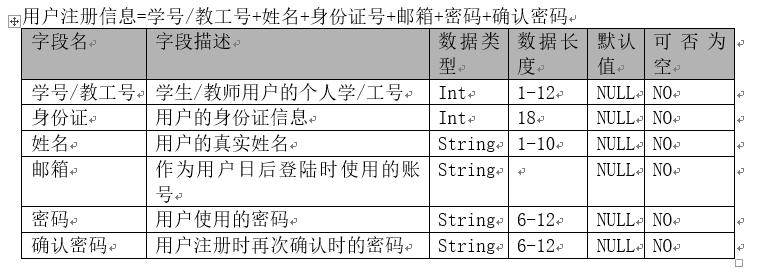 用户注册信息=学号/教工号+姓名+身份证号+邮箱+密码+确认密码
字段名 字段描述 数据类型 数据长度 默认值 可否为空
学号/教工号 学生/教师用户的个人学/工号 Int 1-12 NULL NO
身份证 用户的身份证信息 Int 18 NULL NO
姓名 用户的真实姓名 String 1-10 NULL NO
邮箱 作为用户日后登陆时使用的账号 String NULL NO
密码 用户使用的密码 String 6-12 NULL NO
确认密码 用户注册时再次确认时的密码 String 6-12 NULL NO